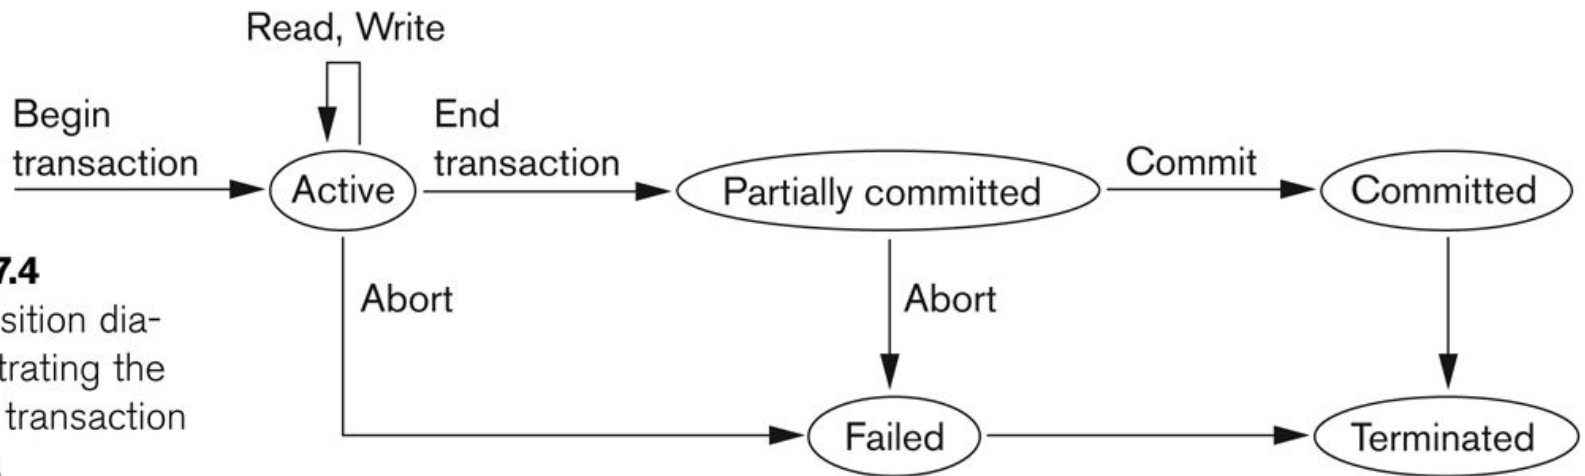 Read, Write
Begin
transaction
End
transaction
Active
Partially committed
Commit
Committed
7.4
sition dia-
trating the
transaction
Abort
Abort
Failed
Terminated